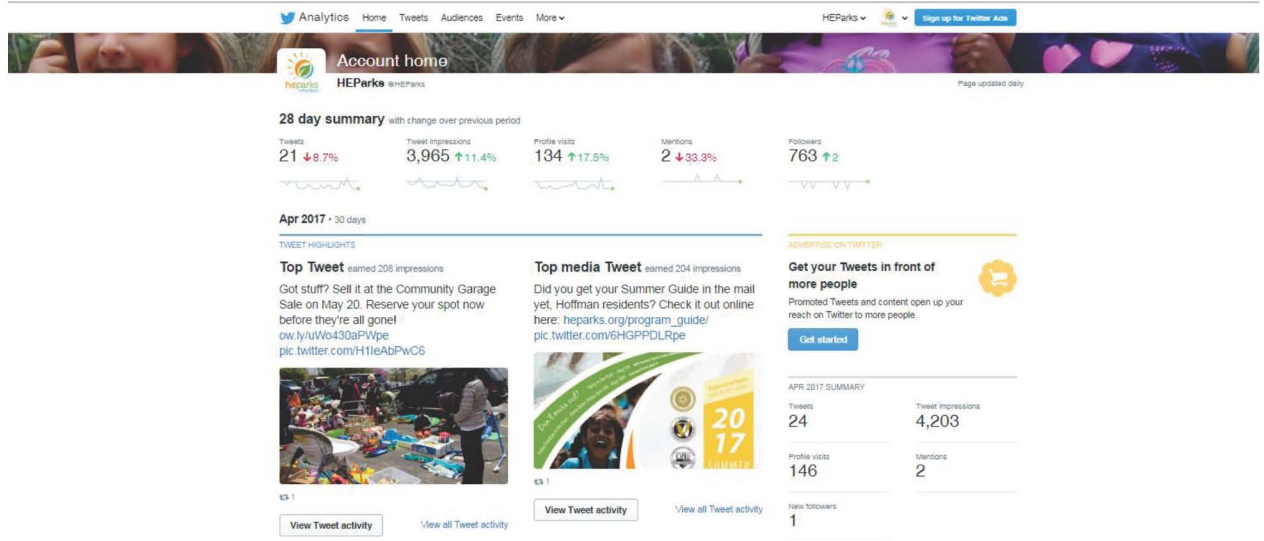 Analytics Home Tweets Audiences Events More
HEParks
Sign up for Twitter Ads
Account home
heparks
HEParks @HEParks
Page updated daily
28 day summary with change over previous period
Tweets
21 ↓8.7%
Tweet impressions
3,965 ↑11.4%
Profile visits
134 ↑17.5%
Mentions
2 ↓33.3%
Followers
763 ↑2
Apr 2017 • 30 days
TWEET HIGHLIGHTS
Top Tweet earned 208 impressions
Got stuff? Sell it at the Community Garage
Sale on May 20. Reserve your spot now
before they're all gone!
ow.ly/uWo430aPWpe
pic.twitter.com/H1IeAbPwC6
1
View Tweet activity
View all Tweet activity
Top media Tweet earned 204 impressions
Did you get your Summer Guide in the mail
yet, Hoffman residents? Check it out online
here: heparks.org/program_guide/
pic.twitter.com/6HGPPDLRpe
Don't miss out!
20
17
SUMMER
1
View Tweet activity
View all Tweet activity
ADVERTISE ON TWITTER
Get your Tweets in front of
more people
Promoted Tweets and content open up your
reach on Twitter to more people.
Get started
APR 2017 SUMMARY
Tweets
24
Tweet impressions
4,203
Profile visits
146
Mentions
2
New followers
1